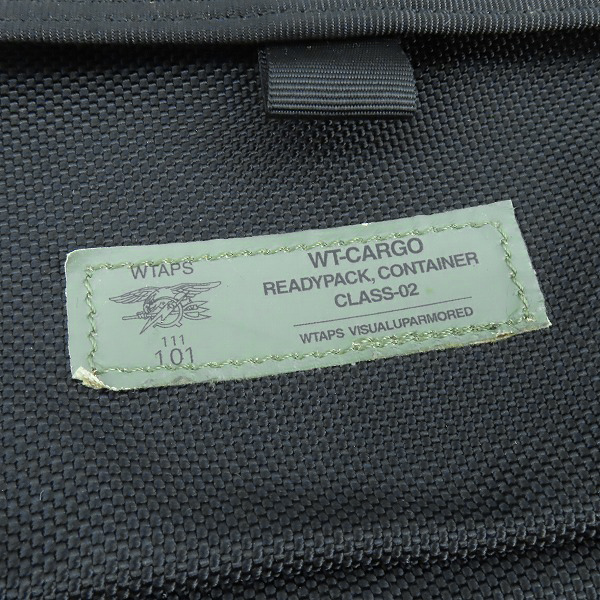 WTAPS
111
101
WT-CARGO
READYPACK, CONTAINER
CLASS-02
WTAPS VISUALUPARMORED